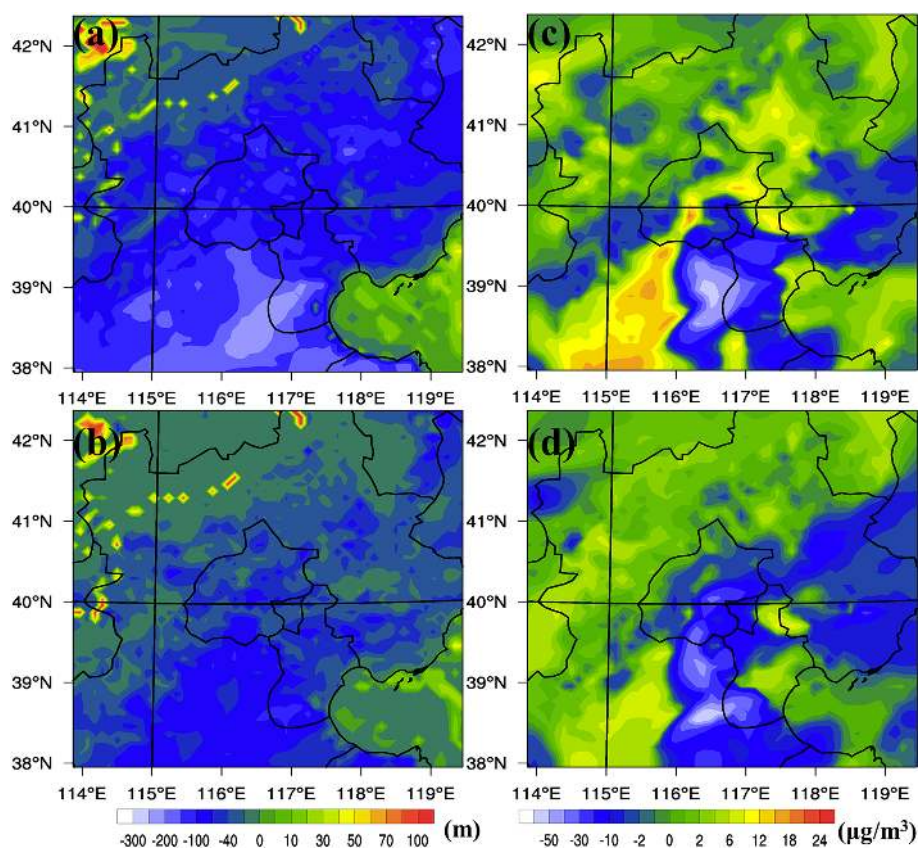 (a)
(c)
42°N
41°N
40°N
39°N
38°N
42°N
41°N
40°N
39°N
38°N
114°E 115°E 116°E 117°E 118°E 119°E
114°E 115°E 116°E 117°E 118°E 119°E
(b)
(d)
42°N
41°N
40°N
39°N
38°N
42°N
41°N
40°N
39°N
38°N
114°E 115°E 116°E 117°E 118°E 119°E
114°E 115°E 116°E 117°E 118°E 119°E
-300 -200 -100 -40 0 10 30 50 70 100 (m)
-50 -30 -10 -2 0 2 6 12 18 24 (μg/m³)